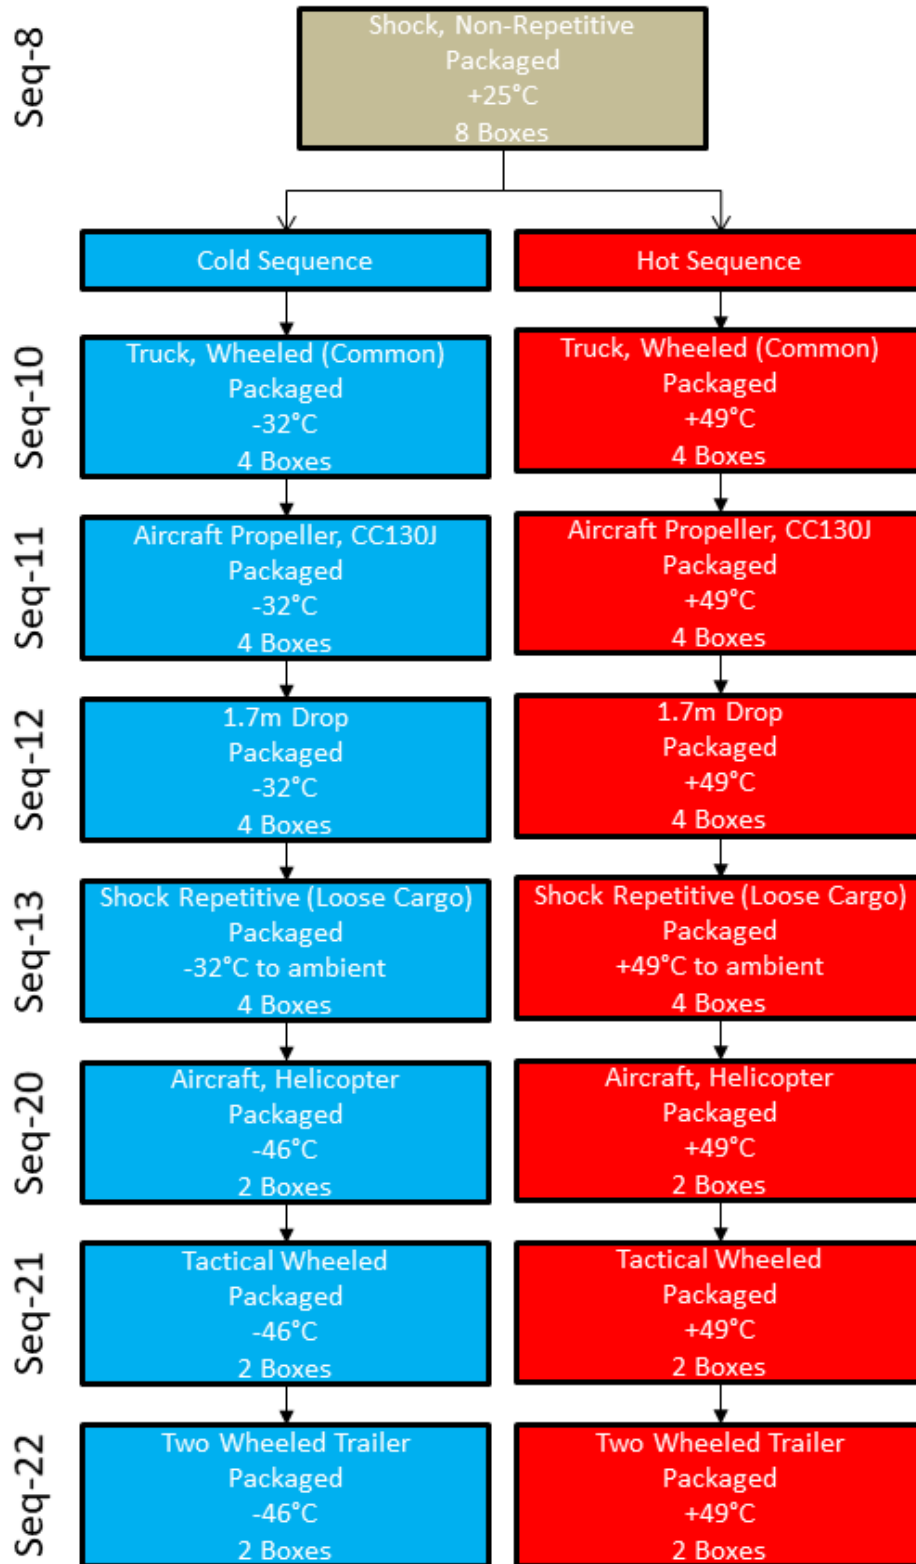 Seq-8
Shock, Non-Repetitive
Packaged
+25°C
8 Boxes
Cold Sequence
Hot Sequence
Seq-10
Truck, Wheeled (Common)
Packaged
-32°C
4 Boxes
Truck, Wheeled (Common)
Packaged
+49°C
4 Boxes
Seq-11
Aircraft Propeller, CC130J
Packaged
-32°C
4 Boxes
Aircraft Propeller, CC130J
Packaged
+49°C
4 Boxes
Seq-12
1.7m Drop
Packaged
-32°C
4 Boxes
1.7m Drop
Packaged
+49°C
4 Boxes
Seq-13
Shock Repetitive (Loose Cargo)
Packaged
-32°C to ambient
4 Boxes
Shock Repetitive (Loose Cargo)
Packaged
+49°C to ambient
4 Boxes
Seq-20
Aircraft, Helicopter
Packaged
-46°C
2 Boxes
Aircraft, Helicopter
Packaged
+49°C
2 Boxes
Seq-21
Tactical Wheeled
Packaged
-46°C
2 Boxes
Tactical Wheeled
Packaged
+49°C
2 Boxes
Seq-22
Two Wheeled Trailer
Packaged
-46°C
2 Boxes
Two Wheeled Trailer
Packaged
+49°C
2 Boxes